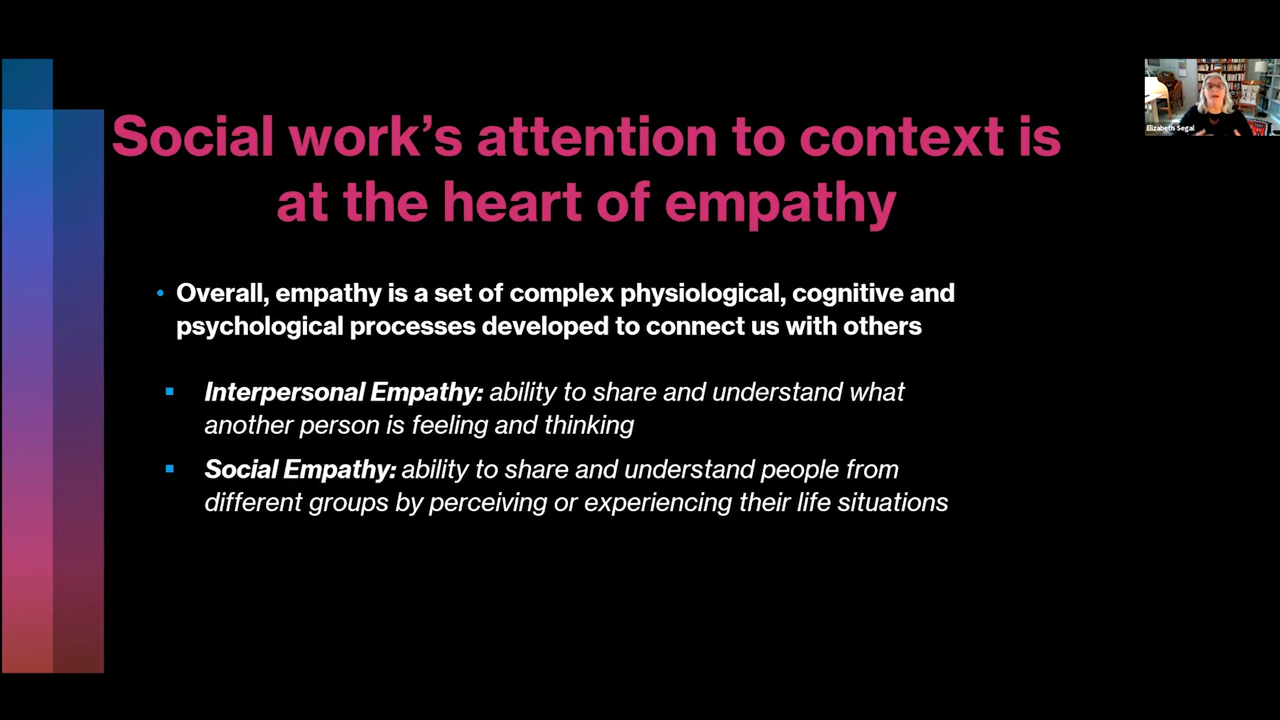 Social work’s attention to context is
at the heart of empathy
• Overall, empathy is a set of complex physiological, cognitive and
psychological processes developed to connect us with others
▪ Interpersonal Empathy: ability to share and understand what
another person is feeling and thinking
▪ Social Empathy: ability to share and understand people from
different groups by perceiving or experiencing their life situations
Elizabeth Segal